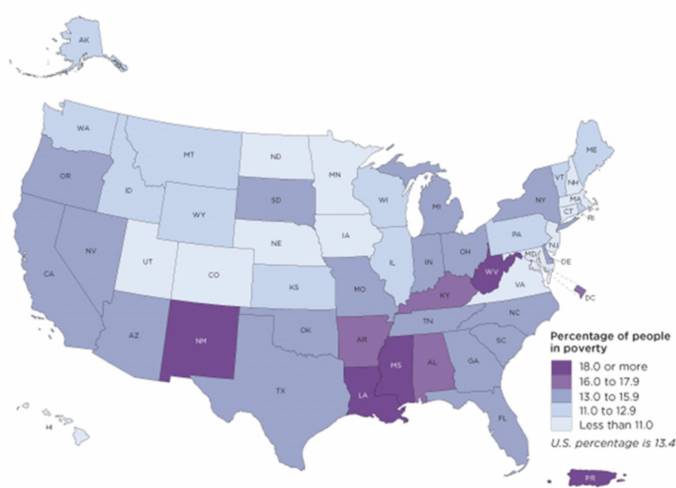 AK
WA
MT
ND
MN
ME
VT
NH
OR
ID
SD
WI
MI
NY
MA
CT
RI
WY
IA
PA
NJ
NV
UT
NE
IL
IN
OH
MD
DE
CA
CO
KS
MO
WV
VA
KY
DC
AZ
NM
OK
AR
TN
NC
TX
LA
MS
AL
GA
SC
FL
HI
Percentage of people
in poverty
18.0 or more
16.0 to 17.9
13.0 to 15.9
11.0 to 12.9
Less than 11.0
U.S. percentage is 13.4
PR